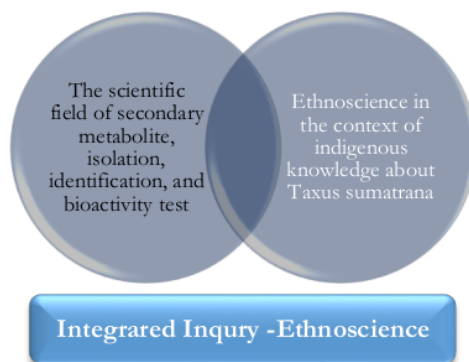 The scientific
field of secondary
metabolite,
isolation,
identification, and
bioactivity test
Ethnoscience in
the context of
indigenous
knowledge about
Taxus sumatrana
Integrared Inqury -Ethnoscience